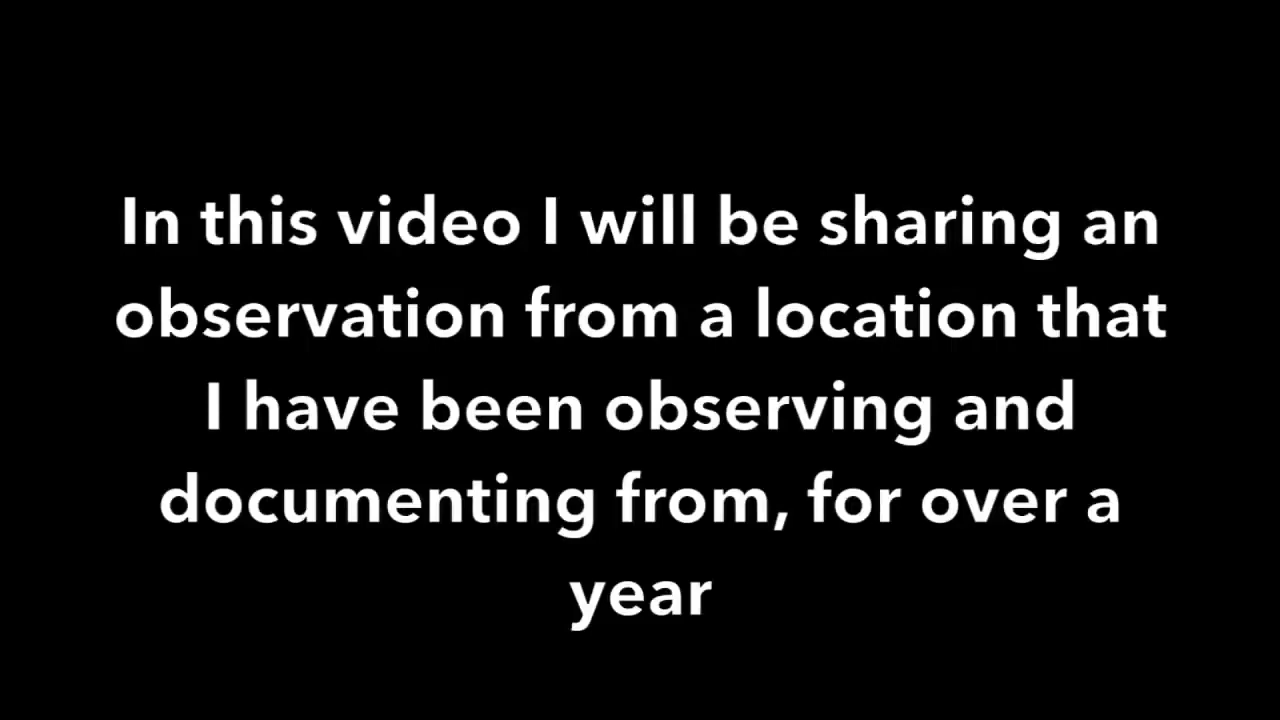 In this video I will be sharing an
observation from a location that
I have been observing and
documenting from, for over a
year